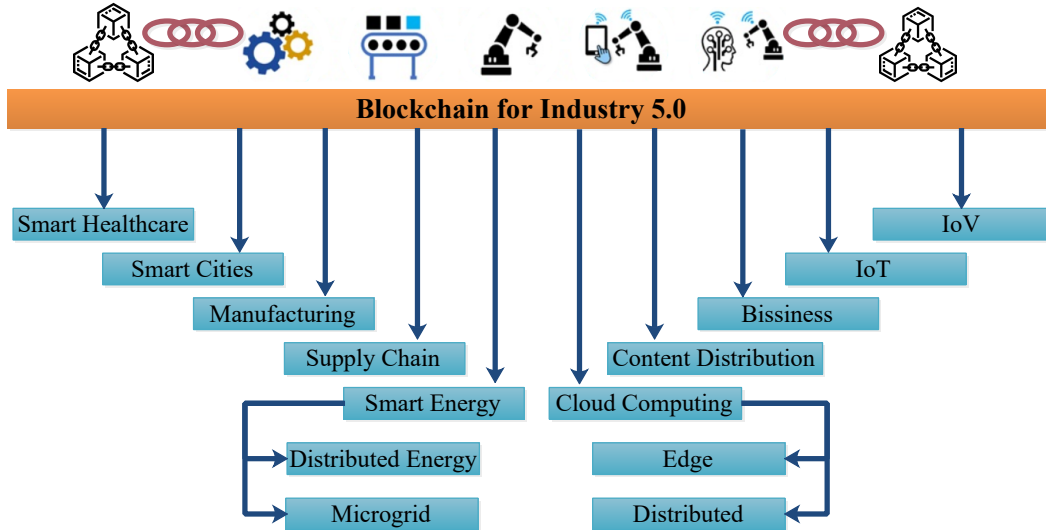 Blockchain for Industry 5.0
Smart Healthcare
IoV
Smart Cities
IoT
Manufacturing
Bissiness
Supply Chain
Content Distribution
Smart Energy
Cloud Computing
Distributed Energy
Edge
Microgrid
Distributed